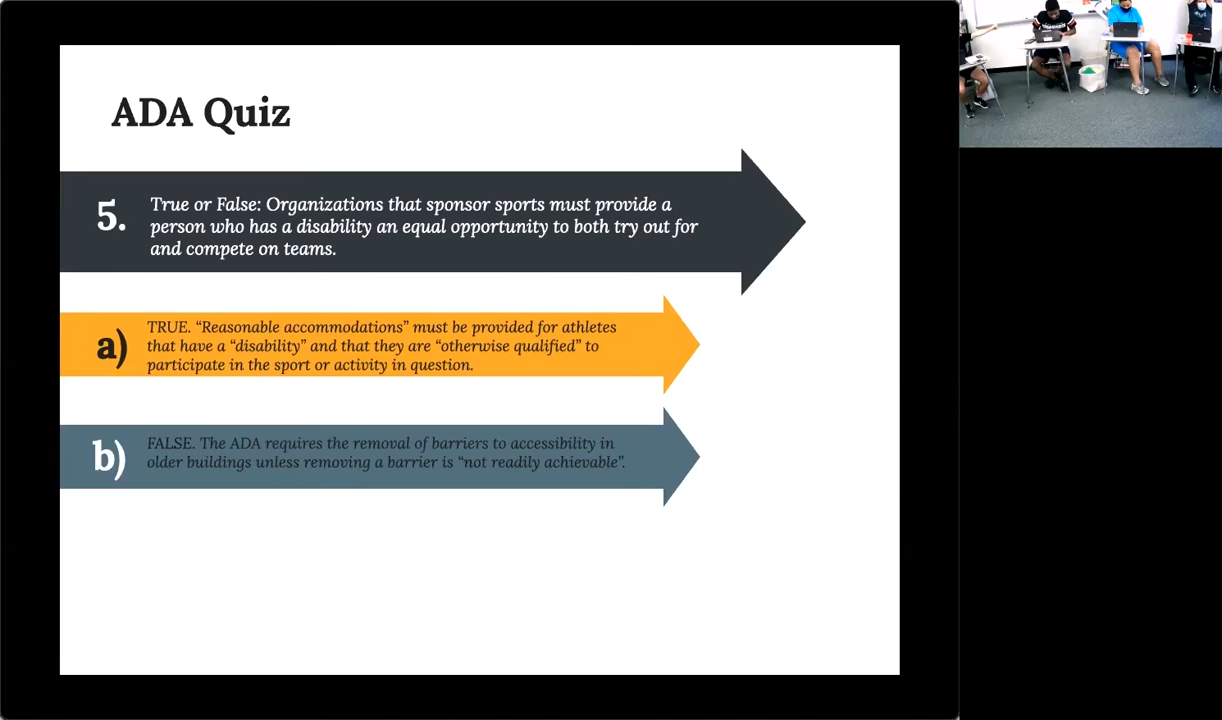 ADA Quiz
5.
True or False: Organizations that sponsor sports must provide a
person who has a disability an equal opportunity to both try out for
and compete on teams.
a)
TRUE. “Reasonable accommodations” must be provided for athletes
that have a “disability” and that they are “otherwise qualified” to
participate in the sport or activity in question.
b)
FALSE. The ADA requires the removal of barriers to accessibility in
older buildings unless removing a barrier is “not readily achievable”.